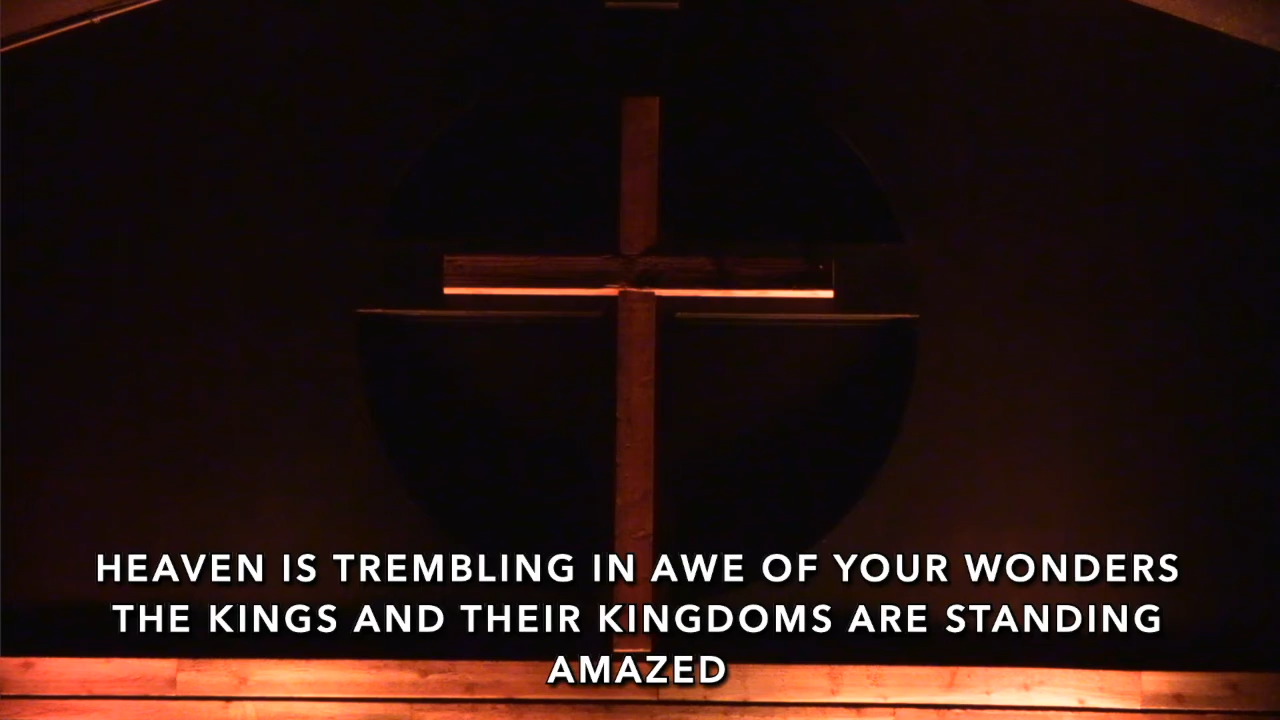 HEAVEN IS TREMBLING IN AWE OF YOUR WONDERS
THE KINGS AND THEIR KINGDOMS ARE STANDING
AMAZED